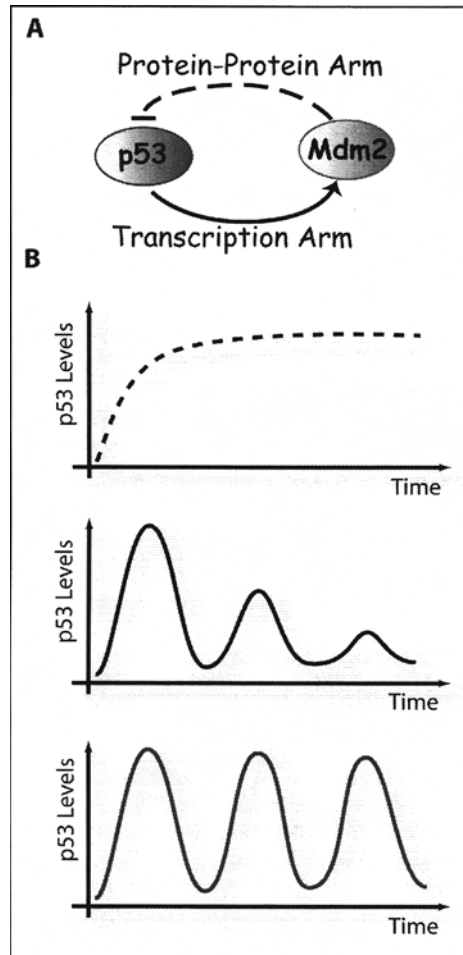 A
Protein-Protein Arm
p53
Mdm2
Transcription Arm
B
p53 Levels
Time
p53 Levels
Time
p53 Levels
Time